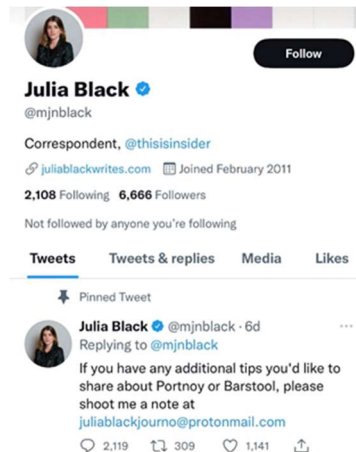 Follow
Julia Black
@mjnblack
Correspondent, @thisisinsider
juliablackwrites.com Joined February 2011
2,108 Following 6,666 Followers
Not followed by anyone you're following
Tweets Tweets & replies Media Likes
Pinned Tweet
Julia Black @mjnblack · 6d
Replying to @mjnblack
If you have any additional tips you'd like to
share about Portnoy or Barstool, please
shoot me a note at
juliablackjourno@protonmail.com
2,119 309 1,141